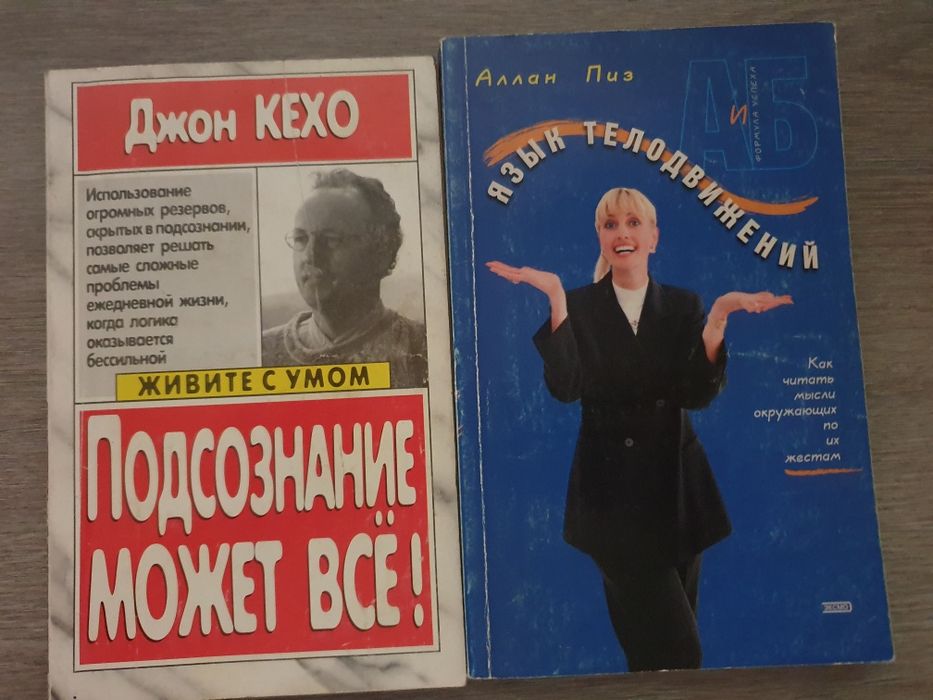 Джон КЕХО
Использование
огромных резервов,
скрытых в подсознании,
позволяет решать
самые сложные
проблемы
ежедневной жизни,
когда логика
оказывается
бессильной
ЖИВИТЕ С УМОМ
ПОДСОЗНАНИЕ
МОЖЕТ ВСЁ!
Аллан Пиз
А и Б
ФОРМУЛА УСПЕХА
ЯЗЫК ТЕЛОДВИЖЕНИЙ
Как
читать
мысли
окружающих
по
их
жестам
ЭКСМО